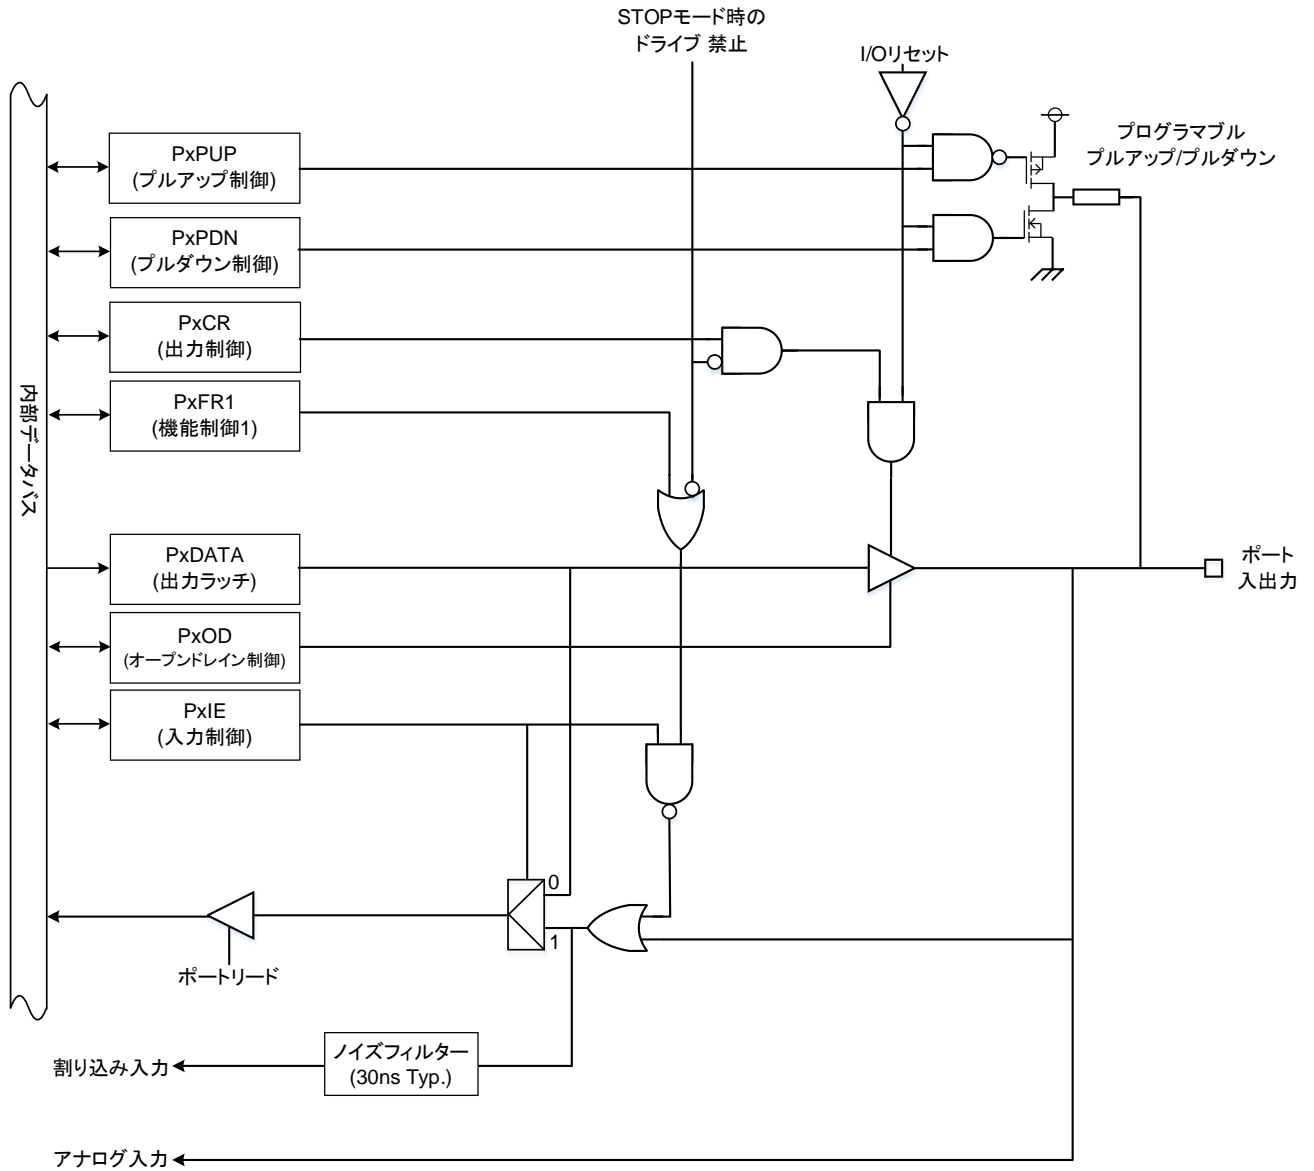 STOPモード時の
ドライブ 禁止
I/Oリセット
プログラマブル
プルアップ/プルダウン
PxPUP
(プルアップ制御)
PxPDN
(プルダウン制御)
PxCR
(出力制御)
PxFR1
(機能制御1)
内部データバス
PxDATA
(出力ラッチ)
ポート
入出力
PxOD
(オープンドレイン制御)
PxIE
(入力制御)
0
1
ポートリード
ノイズフィルター
(30ns Typ.)
割り込み入力
アナログ入力